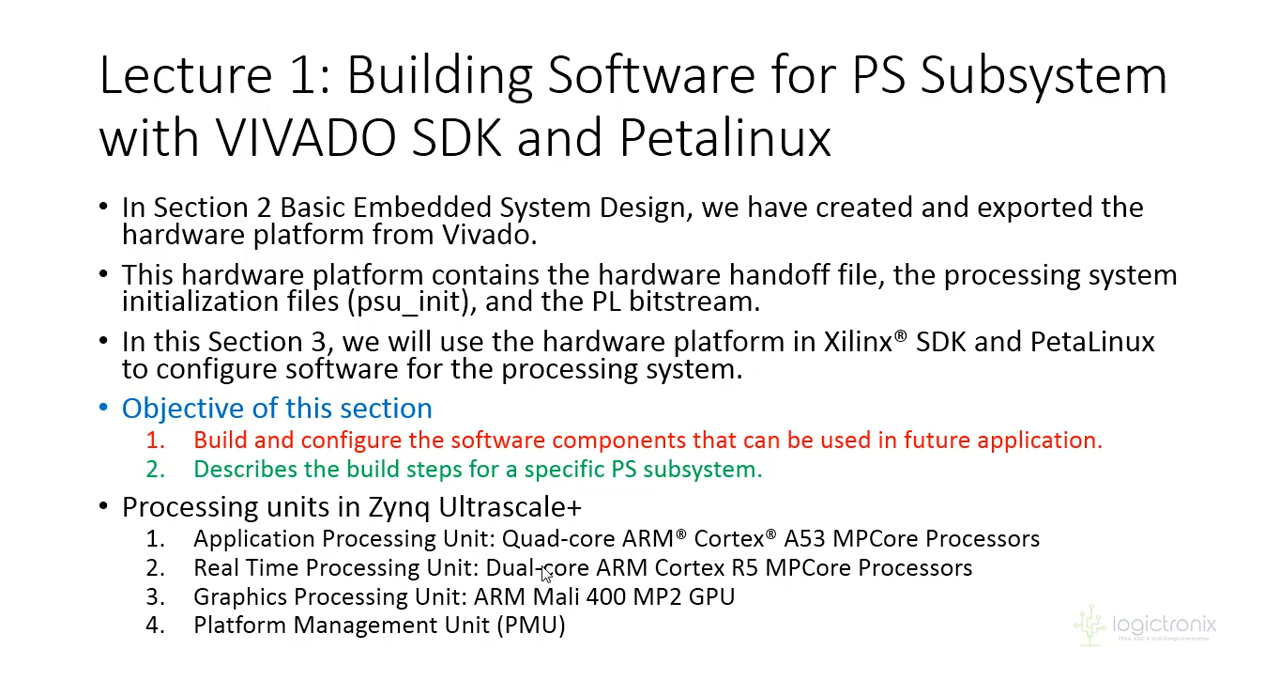 Lecture 1: Building Software for PS Subsystem
with VIVADO SDK and Petalinux
• In Section 2 Basic Embedded System Design, we have created and exported the
hardware platform from Vivado.
• This hardware platform contains the hardware handoff file, the processing system
initialization files (psu_init), and the PL bitstream.
• In this Section 3, we will use the hardware platform in Xilinx® SDK and PetaLinux
to configure software for the processing system.
• Objective of this section
1. Build and configure the software components that can be used in future application.
2. Describes the build steps for a specific PS subsystem.
• Processing units in Zynq Ultrascale+
1. Application Processing Unit: Quad-core ARM® Cortex® A53 MPCore Processors
2. Real Time Processing Unit: Dual-core ARM Cortex R5 MPCore Processors
3. Graphics Processing Unit: ARM Mali 400 MP2 GPU
4. Platform Management Unit (PMU)
logictronix